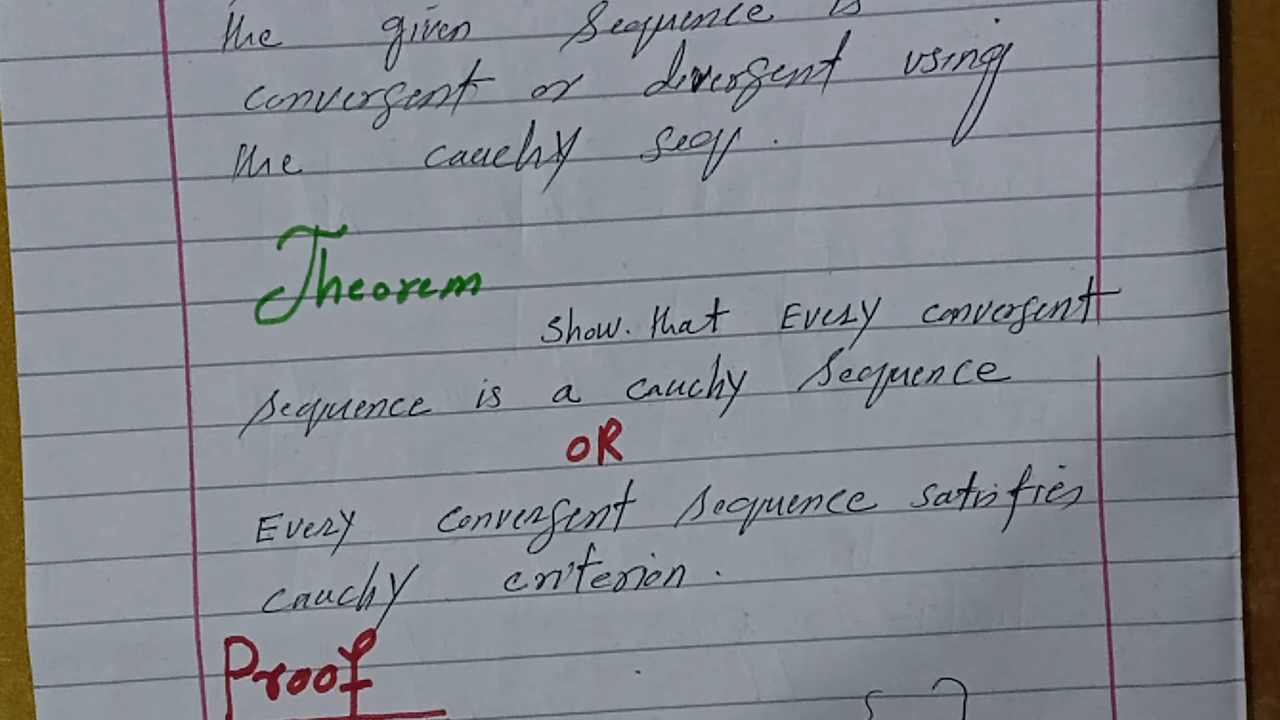 the given sequence is
convergent or divergent using
the cauchy seq.
Theorem
show that Every convergent
sequence is a cauchy sequence
OR
Every convergent sequence satisfies
cauchy criterion.
Proof